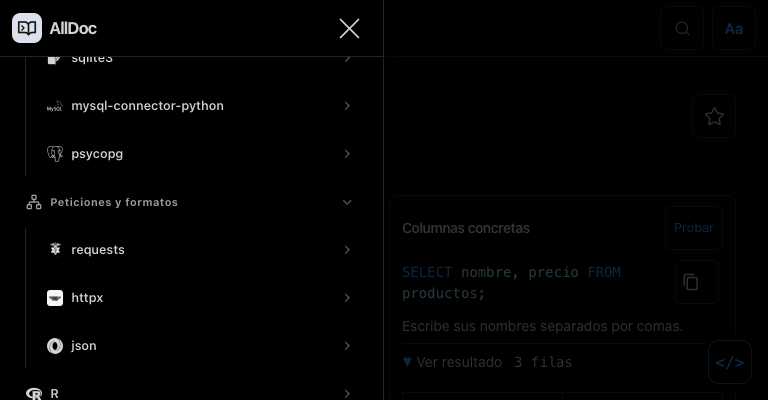 AllDoc
Aa
sqlite3
mysql-connector-python
psycopg
Peticiones y formatos
requests
httpx
json
R
Columnas concretas
Probar
SELECT nombre, precio FROM
productos;
Escribe sus nombres separados por comas.
Ver resultado 3 filas
</>